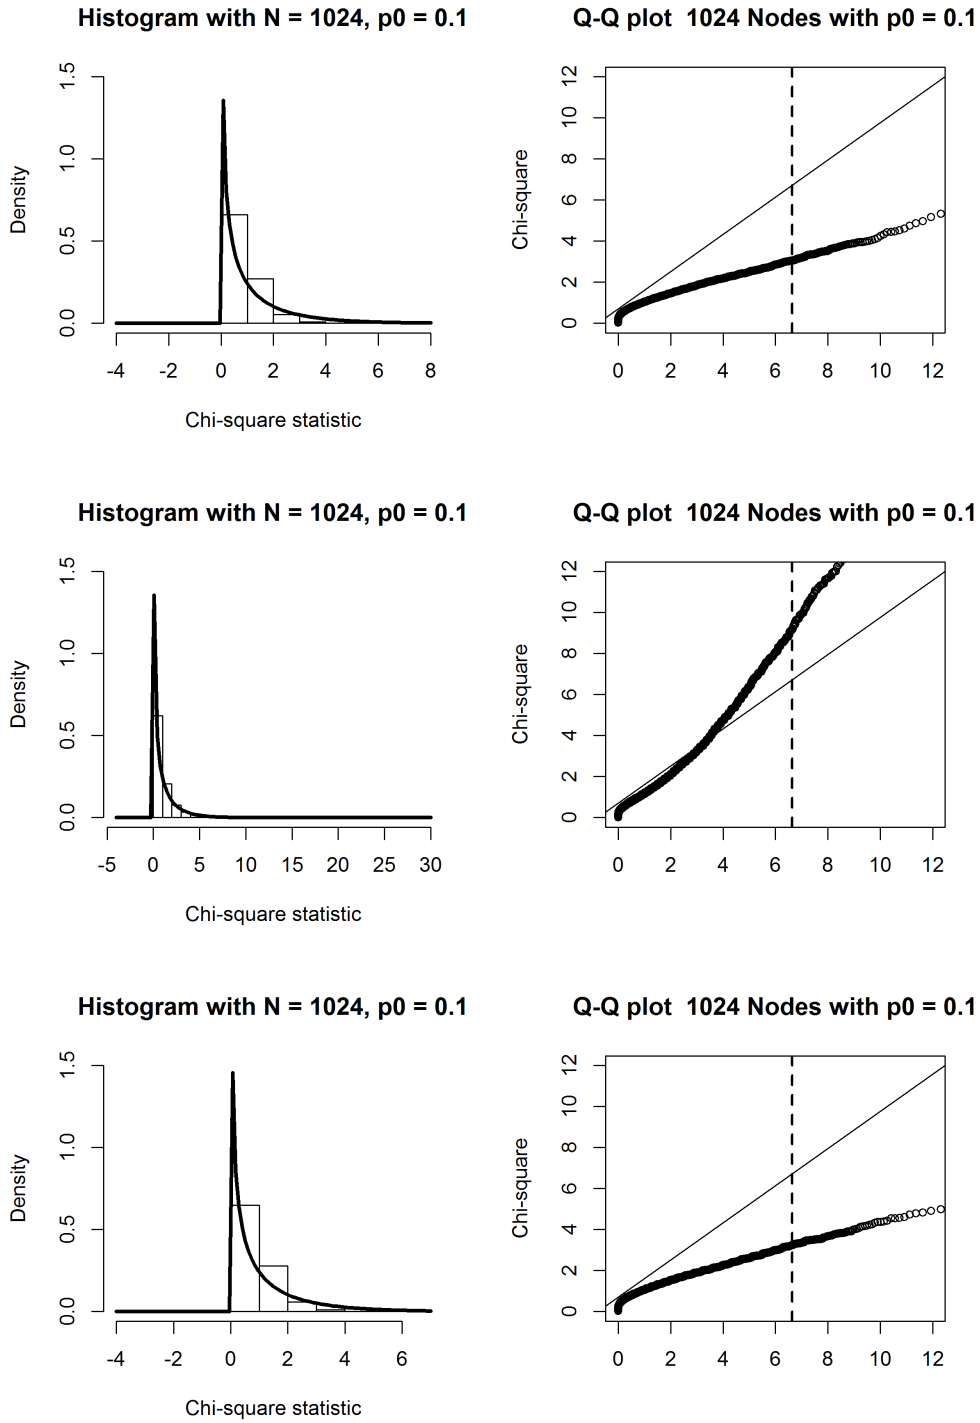 Histogram with N = 1024, p0 = 0.1
Density
0.0 0.5 1.0 1.5
-4 -2 0 2 4 6 8
Chi-square statistic
Q-Q plot 1024 Nodes with p0 = 0.1
Chi-square
0 2 4 6 8 10 12
0 2 4 6 8 10 12
Histogram with N = 1024, p0 = 0.1
Density
0.0 0.5 1.0 1.5
-5 0 5 10 15 20 25 30
Chi-square statistic
Q-Q plot 1024 Nodes with p0 = 0.1
Chi-square
0 2 4 6 8 10 12
0 2 4 6 8 10 12
Histogram with N = 1024, p0 = 0.1
Density
0.0 0.5 1.0 1.5
-4 -2 0 2 4 6
Chi-square statistic
Q-Q plot 1024 Nodes with p0 = 0.1
Chi-square
0 2 4 6 8 10 12
0 2 4 6 8 10 12